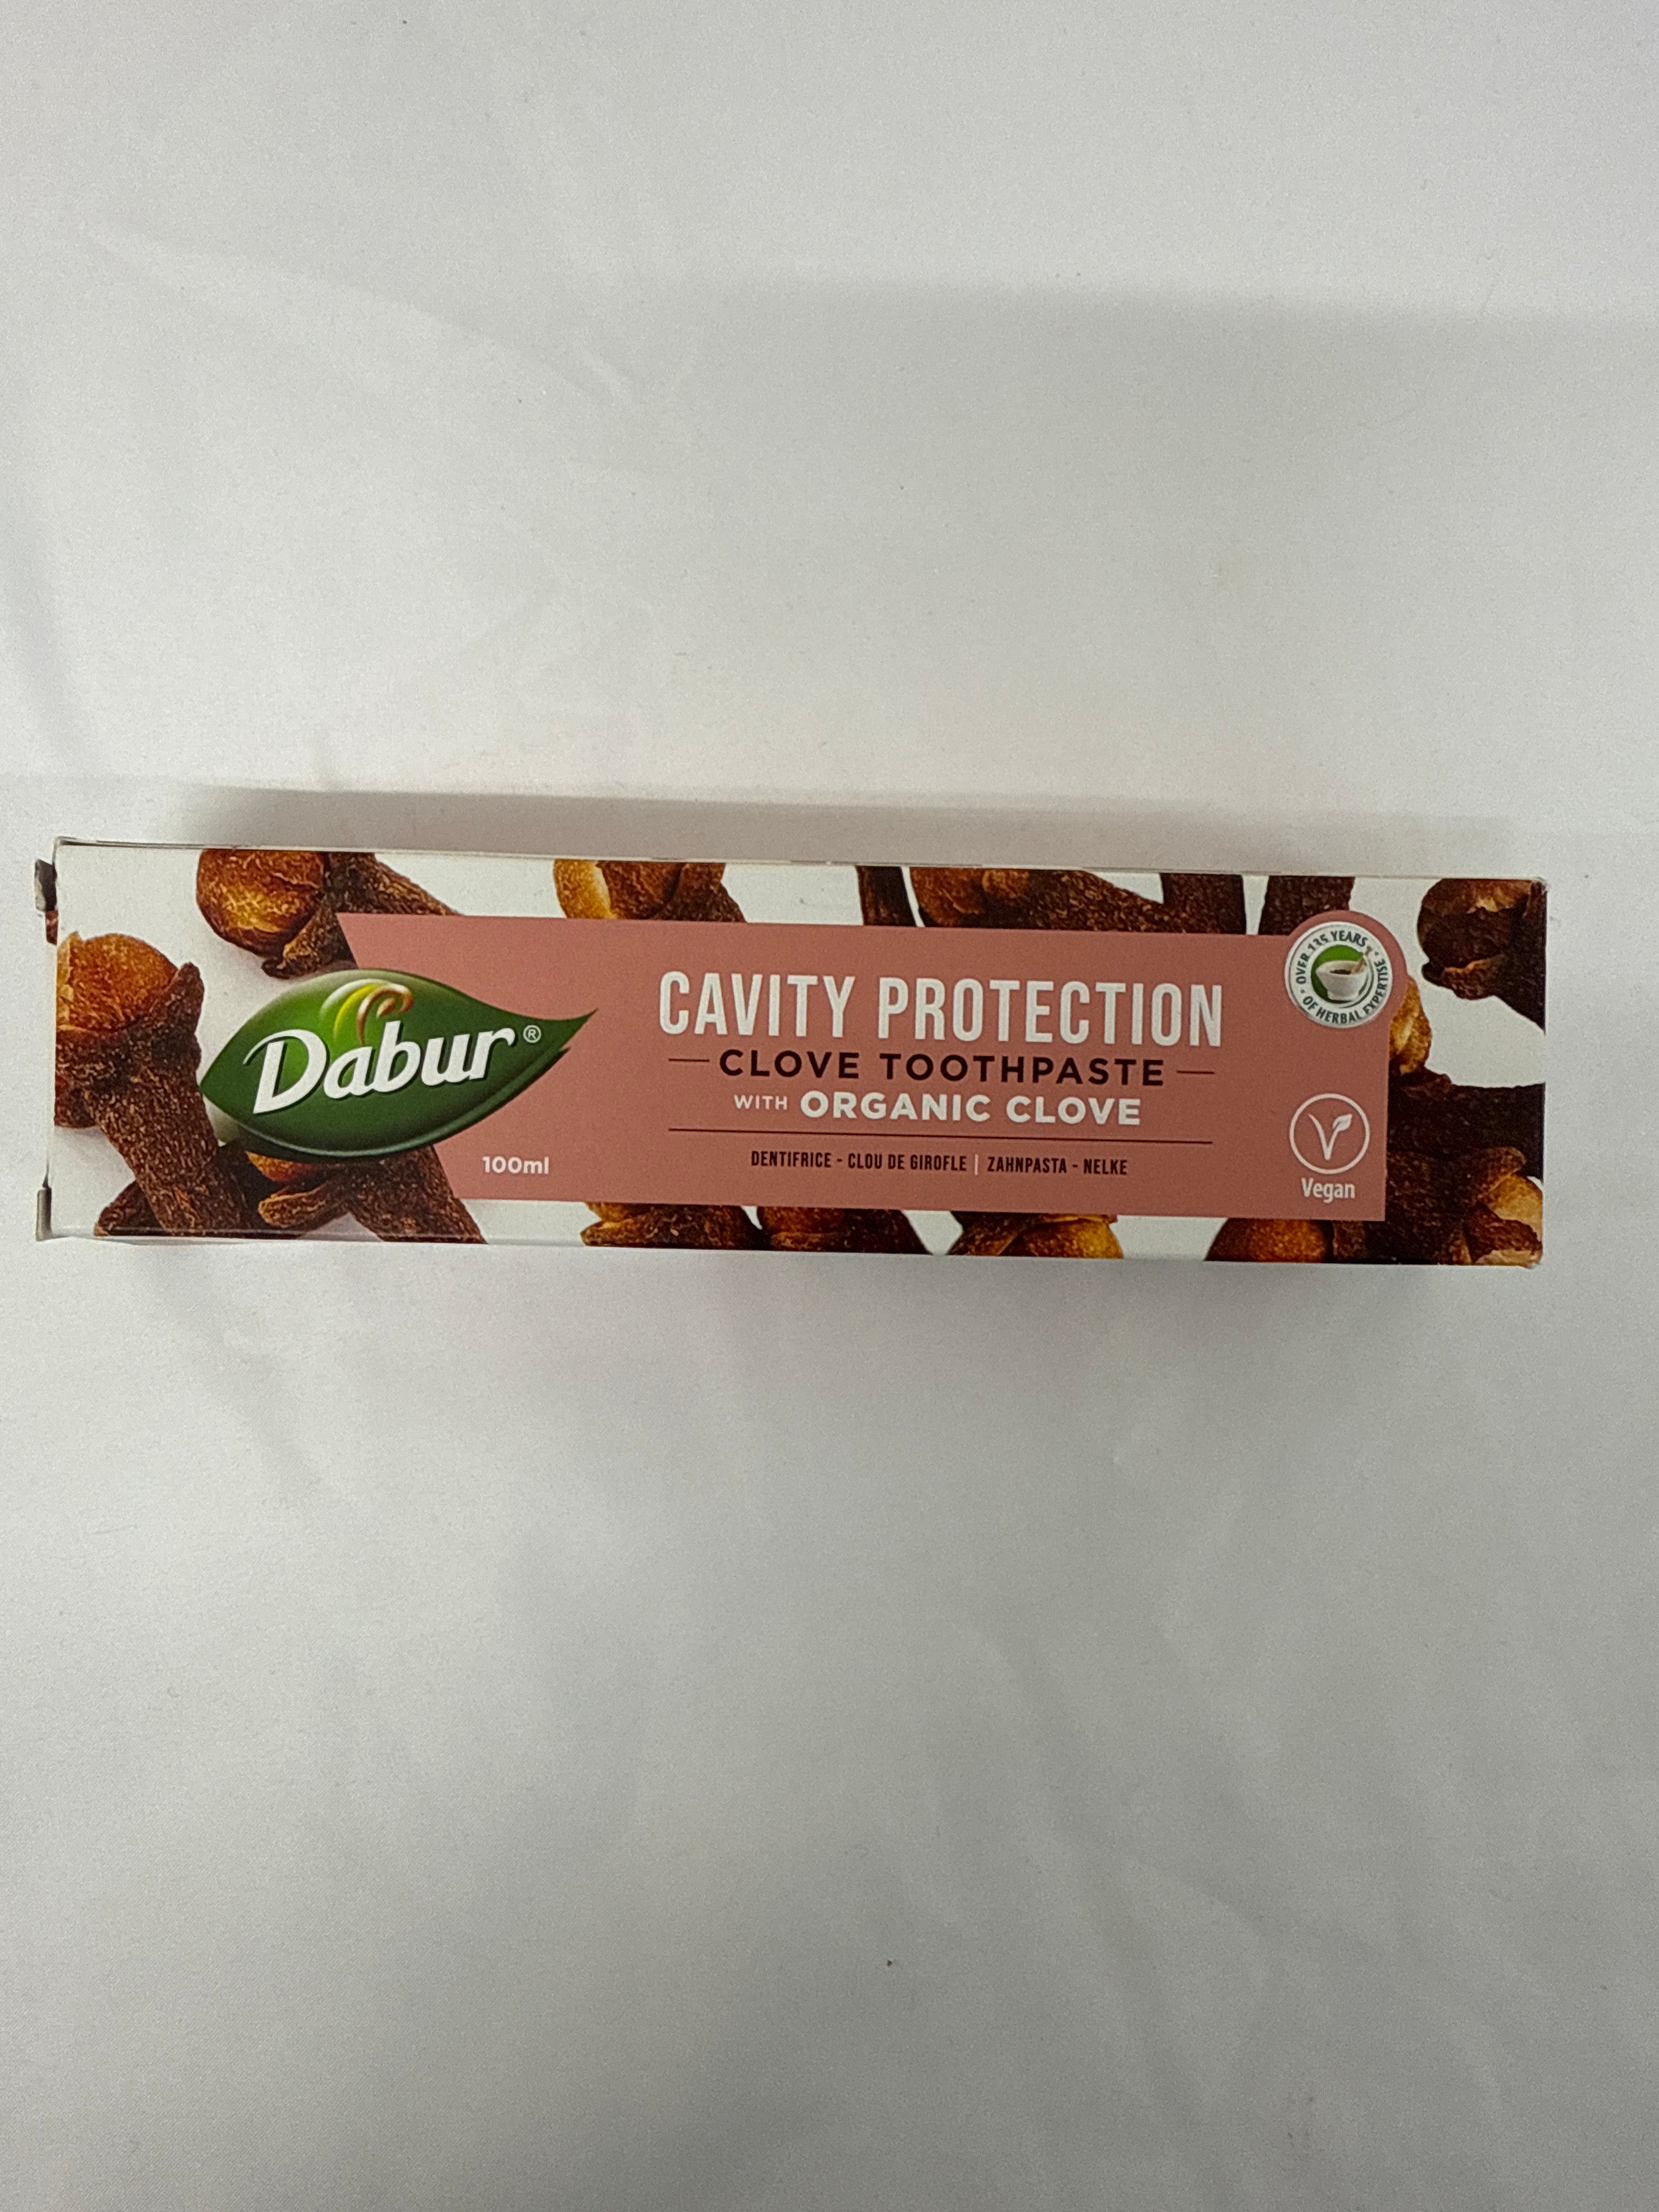 Dabur®
100ml
CAVITY PROTECTION
CLOVE TOOTHPASTE
WITH ORGANIC CLOVE
DENTIFRICE - CLOU DE GIROFLE | ZAHNPASTA - NELKE
OVER 135 YEARS
OF HERBAL EXPERTISE
Vegan